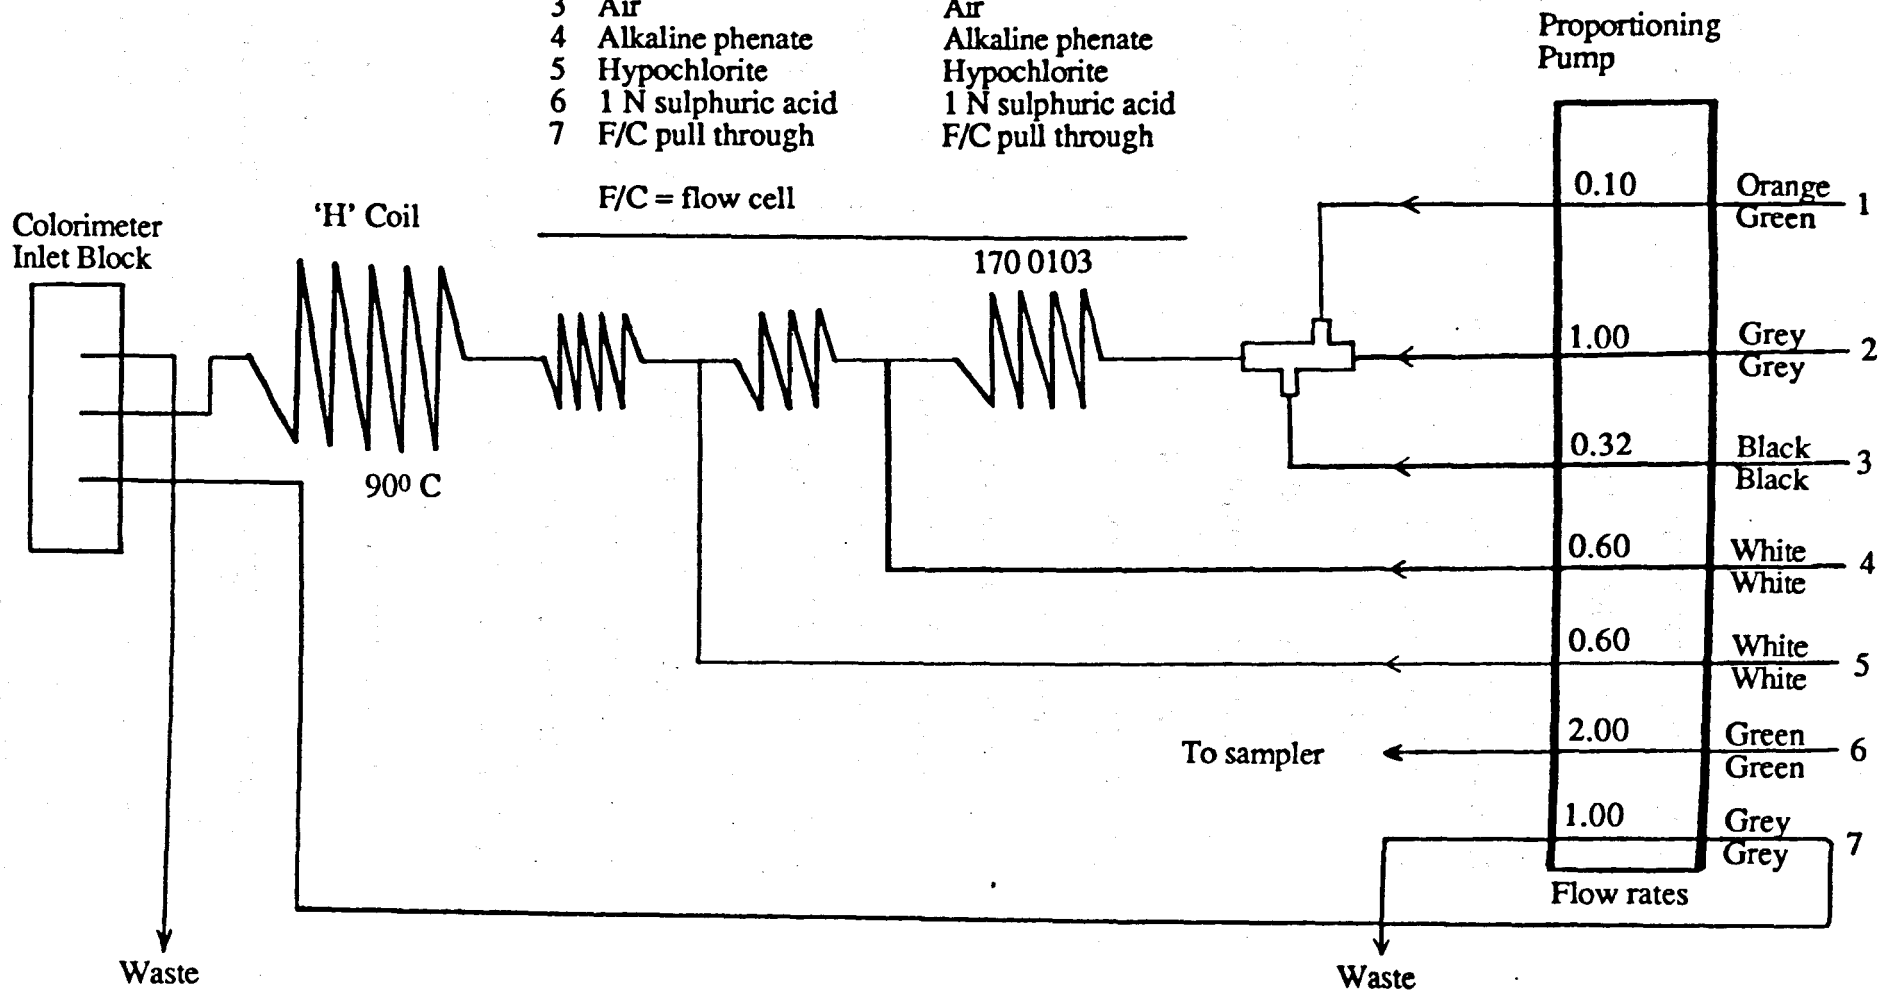 3 Air Air
4 Alkaline phenate Alkaline phenate
5 Hypochlorite Hypochlorite
6 1 N sulphuric acid 1 N sulphuric acid
7 F/C pull through F/C pull through
F/C = flow cell
Proportioning
Pump
Colorimeter
Inlet Block
‘H’ Coil
90⁰ C
170 0103
0.10 Orange 1
Green
1.00 Grey 2
Grey
0.32 Black 3
Black
0.60 White 4
White
0.60 White 5
White
To sampler 2.00 Green 6
Green
1.00 Grey 7
Grey
Flow rates
Waste
Waste